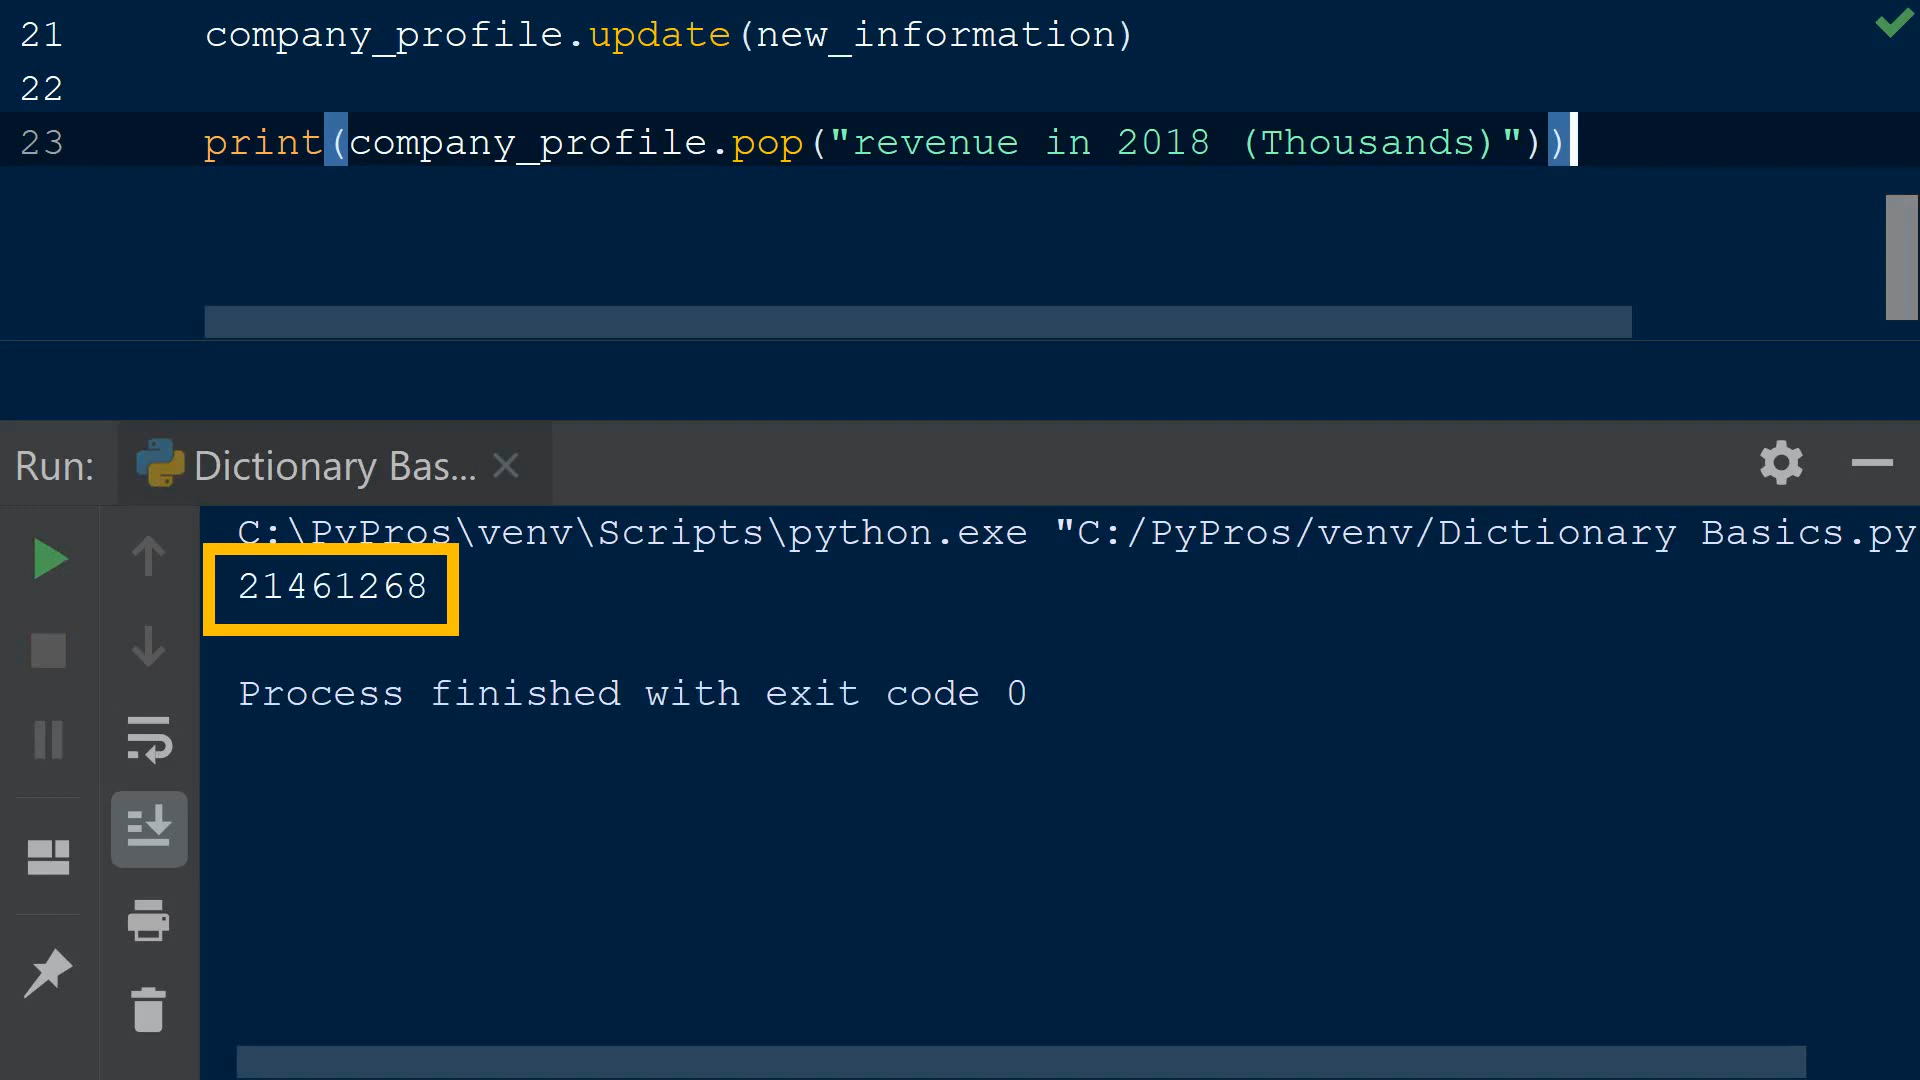 21 company_profile.update(new_information)
22
23 print(company_profile.pop("revenue in 2018 (Thousands)"))
Run: Dictionary Bas...
C:\PyPros\venv\Scripts\python.exe "C:/PyPros/venv/Dictionary Basics.py
21461268
Process finished with exit code 0